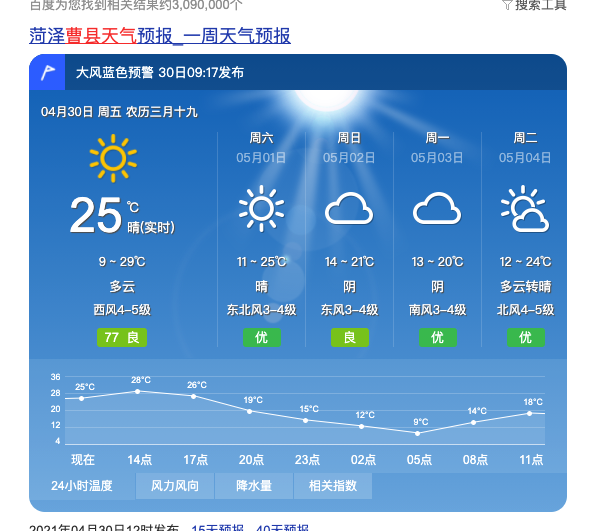 百度为您找到相关结果约3,090,000个
搜索工具
菏泽曹县天气预报_一周天气预报
大风蓝色预警 30日09:17发布
04月30日 周五 农历三月十九
周六 周日 周一 周二
05月01日 05月02日 05月03日 05月04日
25 ℃
晴(实时)
9 ~ 29℃ 11 ~ 25℃ 14 ~ 21℃ 13 ~ 20℃ 12 ~ 24℃
多云 晴 阴 阴 多云转晴
西风4-5级 东北风3-4级 东风3-4级 南风3-4级 北风4-5级
77 良 优 良 优 优
36
28
20
12
4
25°C 28°C 26°C 19°C 15°C 12°C 9°C 14°C 18°C
现在 14点 17点 20点 23点 02点 05点 08点 11点
24小时温度 风力风向 降水量 相关指数
2021年04月30日12时发布 15天预报 40天预报